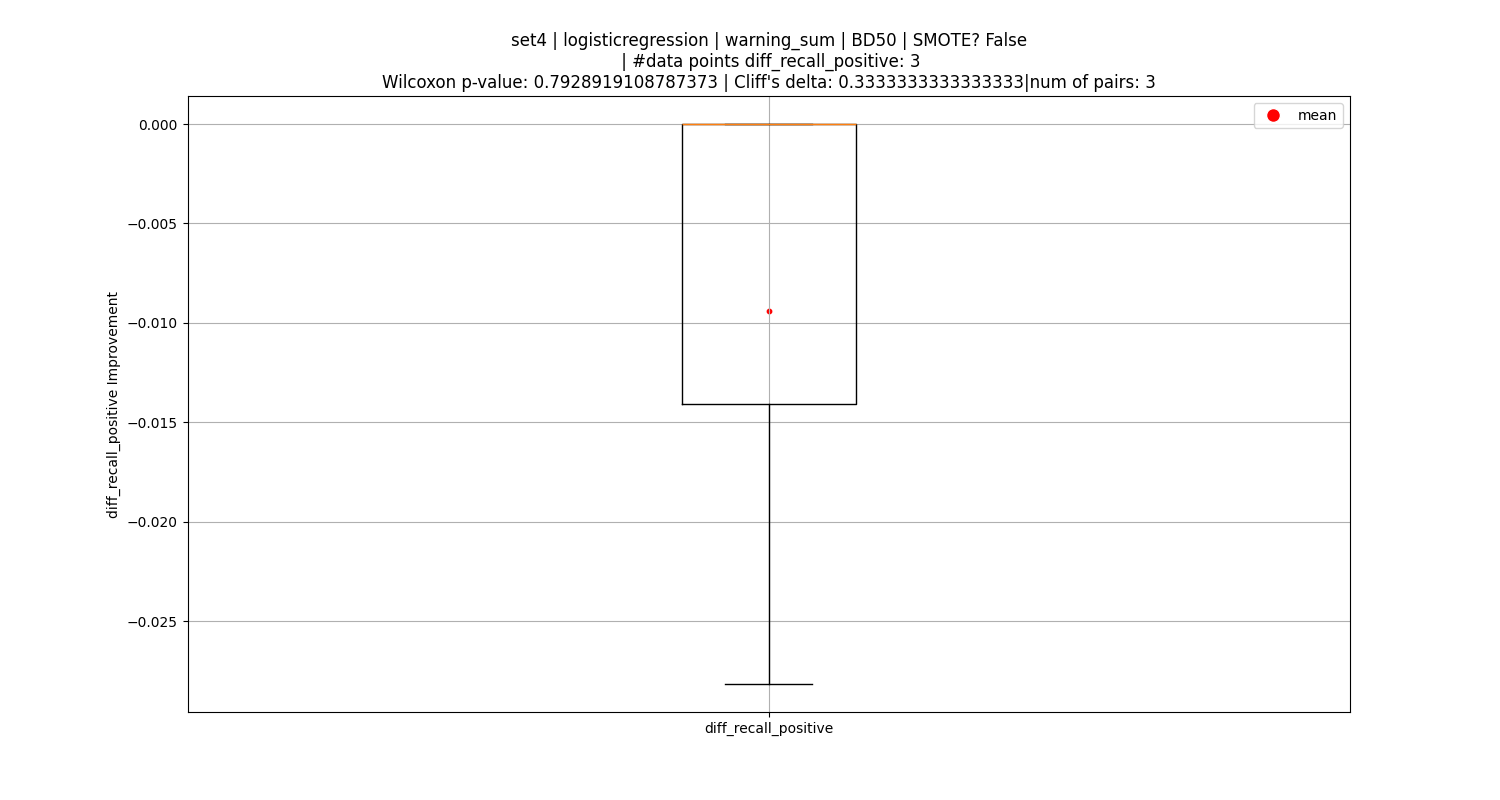 set4 | logisticregression | warning_sum | BD50 | SMOTE? False
| #data points diff_recall_positive: 3
Wilcoxon p-value: 0.7928919108787373 | Cliff's delta: 0.3333333333333333|num of pairs: 3
mean
0.000
−0.005
−0.010
−0.015
−0.020
−0.025
diff_recall_positive Improvement
diff_recall_positive